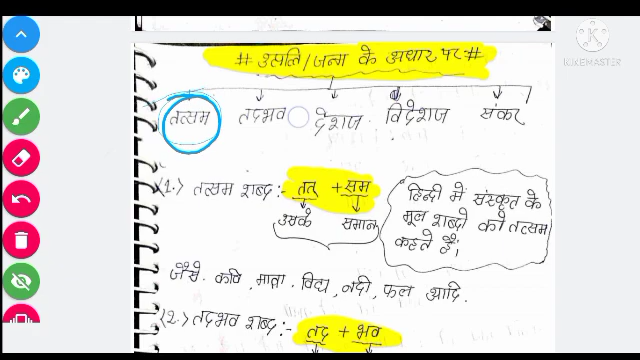 KINEMASTER
# उत्पत्ति/जन्म के अधार पर #
तत्सम तद्भव देशज विदेशज संकर
(1.) तत्सम शब्द:- तत् + सम
उसके समान
हिन्दी में संस्कृत के
मूल शब्दो को तत्सम
कहते हैं।
जैसे कवि, माता, विद्या, नदी, फल आदि.
(2.) तद्भव शब्द:- तद् + भव